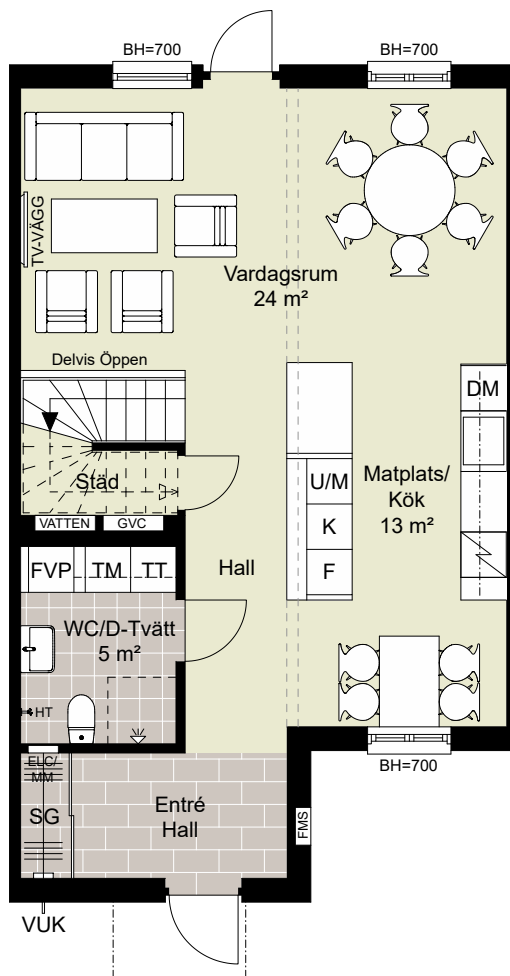 BH=700
BH=700
TV-VÄGG
Vardagsrum
24 m²
Delvis Öppen
DM
Städ
U/M
Matplats/
Kök
13 m²
K
VATTEN
GVC
F
FVP
TM
TT
Hall
WC/D-Tvätt
5 m²
HT
ELC/
MM
BH=700
SG
Entré
Hall
FMS
VUK